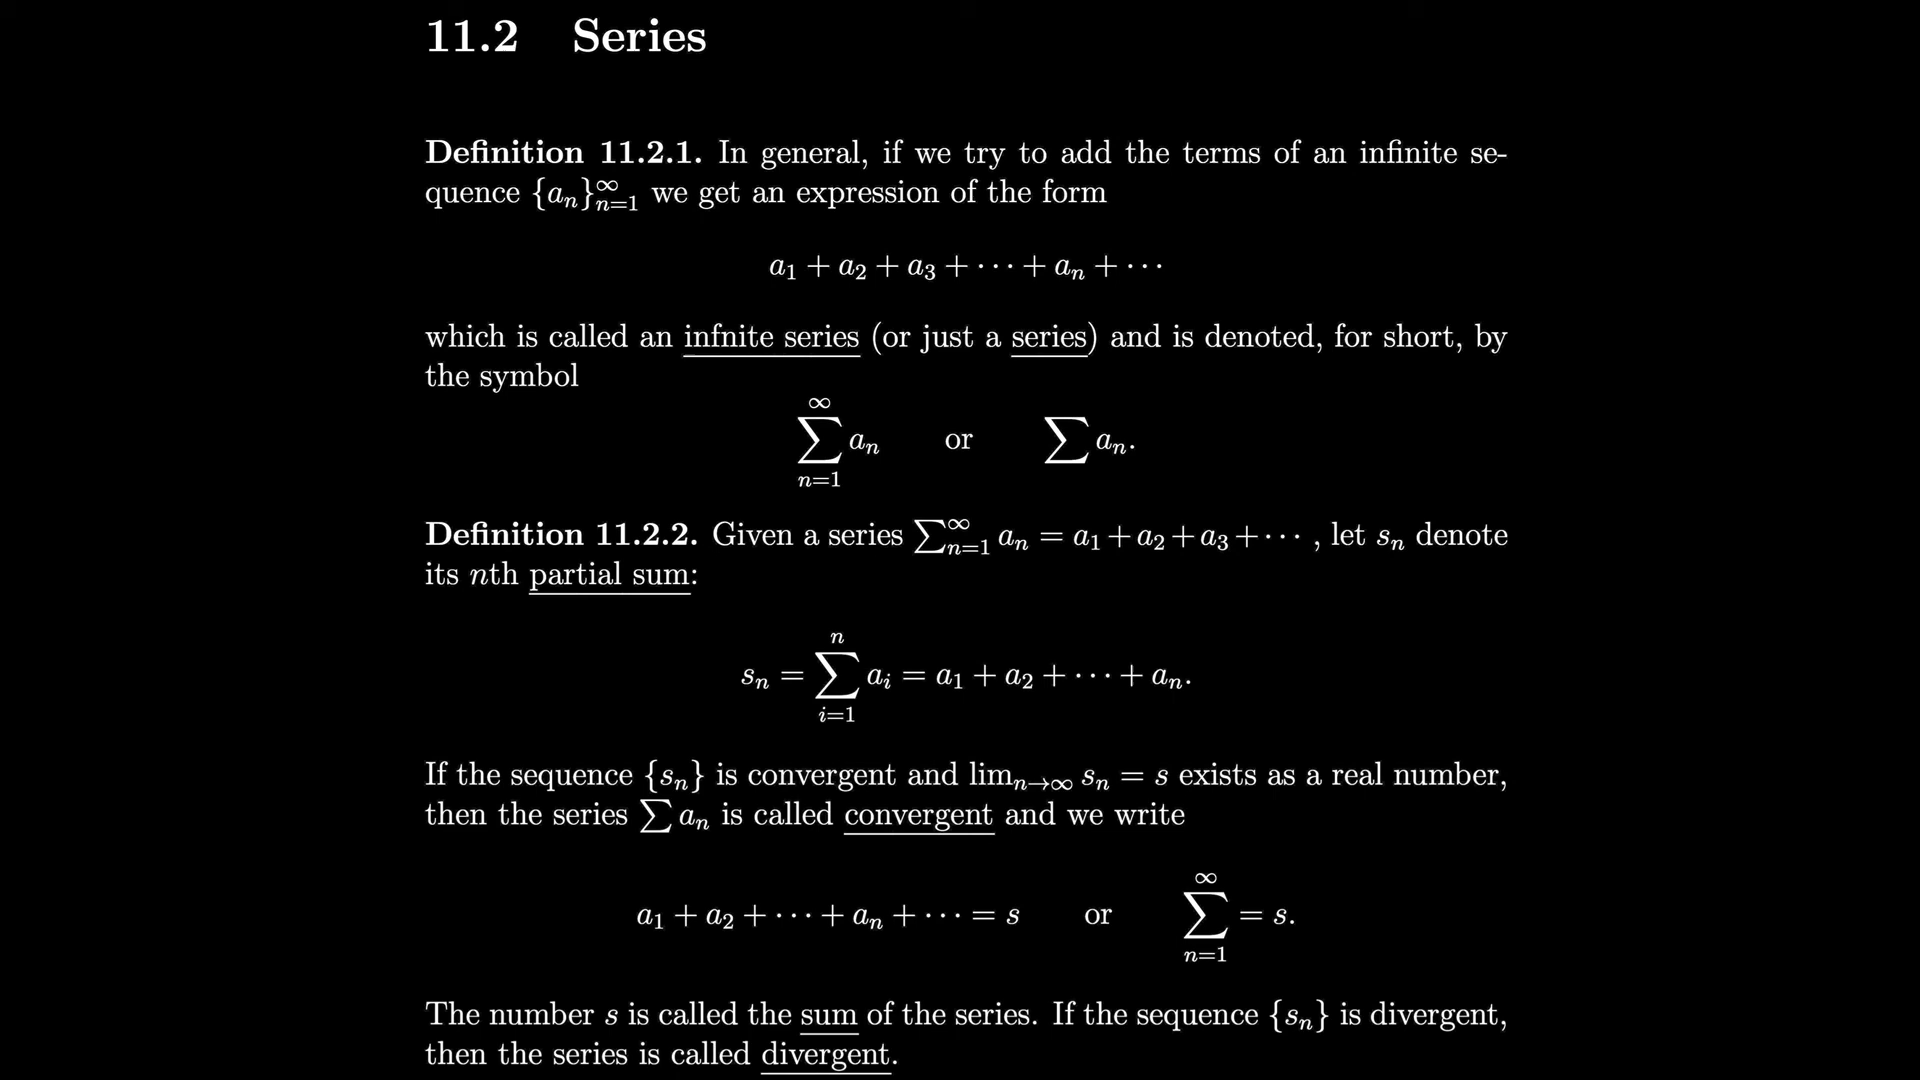 11.2 Series
Definition 11.2.1. In general, if we try to add the terms of an infinite se-
quence {a_n}_{n=1}^∞ we get an expression of the form
a_1 + a_2 + a_3 + ⋯ + a_n + ⋯
which is called an infnite series (or just a series) and is denoted, for short, by
the symbol
∑_{n=1}^∞ a_n or ∑ a_n.
Definition 11.2.2. Given a series ∑_{n=1}^∞ a_n = a_1 + a_2 + a_3 + ⋯ , let s_n denote
its nth partial sum:
s_n = ∑_{i=1}^n a_i = a_1 + a_2 + ⋯ + a_n.
If the sequence {s_n} is convergent and lim_{n→∞} s_n = s exists as a real number,
then the series ∑ a_n is called convergent and we write
a_1 + a_2 + ⋯ + a_n + ⋯ = s or ∑_{n=1}^∞ = s.
The number s is called the sum of the series. If the sequence {s_n} is divergent,
then the series is called divergent.